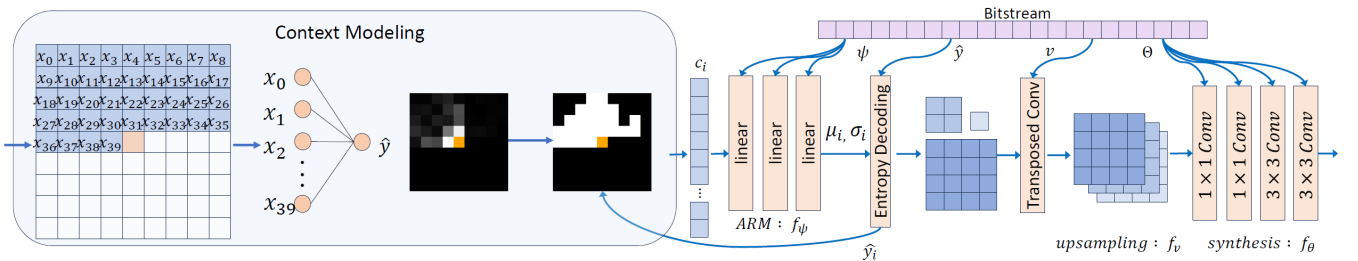 Context Modeling
x₀ x₁ x₂ x₃ x₄ x₅ x₆ x₇ x₈
x₉ x₁₀ x₁₁ x₁₂ x₁₃ x₁₄ x₁₅ x₁₆ x₁₇
x₁₈ x₁₉ x₂₀ x₂₁ x₂₂ x₂₃ x₂₄ x₂₅ x₂₆
x₂₇ x₂₈ x₂₉ x₃₀ x₃₁ x₃₂ x₃₃ x₃₄ x₃₅
x₃₆ x₃₇ x₃₈ x₃₉
x₀
x₁
x₂
⋮
x₃₉
ŷ
Bitstream
ψ ŷ v Θ
cᵢ
⋮
linear
linear
linear
ARM : f_ψ
μᵢ, σᵢ
Entropy Decoding
ŷᵢ
Transposed Conv
upsampling : f_v
1 × 1 Conv
1 × 1 Conv
3 × 3 Conv
3 × 3 Conv
synthesis : f_θ